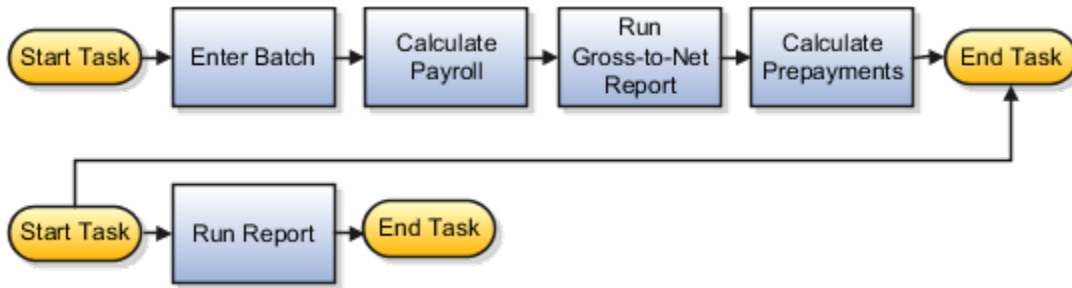 Start Task
Enter Batch
Calculate
Payroll
Run
Gross-to-Net
Report
Calculate
Prepayments
End Task
Start Task
Run Report
End Task